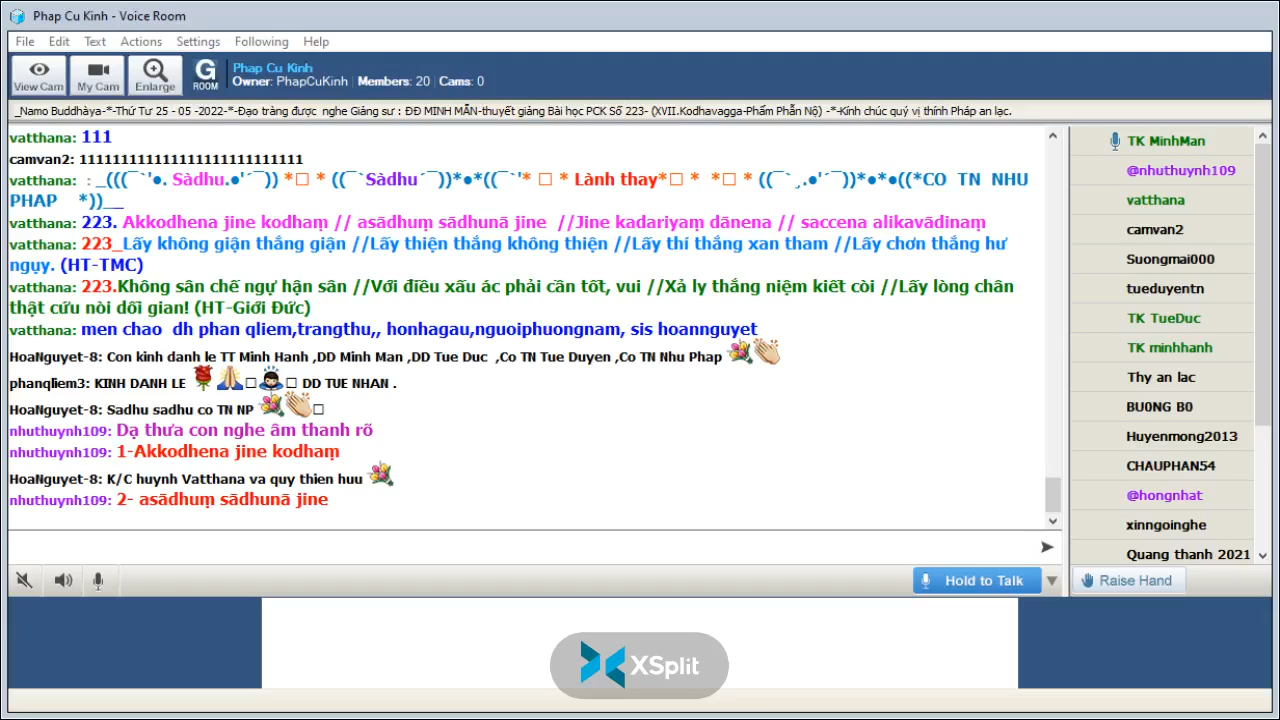 Phap Cu Kinh - Voice Room
File Edit Text Actions Settings Following Help
View Cam My Cam Enlarge G ROOM
Phap Cu Kinh
Owner: PhapCuKinh | Members: 20 | Cams: 0
_Namo Buddhàya-*-Thứ Tư 25 - 05 -2022-*-Đạo tràng được nghe Giảng sư : ĐĐ MINH MẪN-thuyết giảng Bài học PCK Số 223- (XVII.Kodhavagga-Phẩm Phẫn Nộ) -*-Kính chúc quý vị thính Pháp an lạc.
vatthana: 111
camvan2: 11111111111111111111111111
vatthana: : _(((¯`'●. Sàdhu.●'´¯)) *□ * ((¯`Sàdhu´¯))*●*((¯`'* □ * Lành thay*□ * *□ * ((¯`¸.●'´¯))*●*●((*CO TN NHU
PHAP *))__
vatthana: 223. Akkodhena jine kodhaṃ // asādhuṃ sādhunā jine //Jine kadariyaṃ dānena // saccena alikavādinaṃ
vatthana: 223_Lấy không giận thắng giận //Lấy thiện thắng không thiện //Lấy thí thắng xan tham //Lấy chơn thắng hư
ngụy. (HT-TMC)
vatthana: 223.Không sân chế ngự hận sân //Với điều xấu ác phải cần tốt, vui //Xả ly thắng niệm kiết còi //Lấy lòng chân
thật cứu nòi dối gian! (HT-Giới Đức)
vatthana: men chao dh phan qliem,trangthu,, honhagau,nguoiphuongnam, sis hoannguyet
HoaNguyet-8: Con kinh danh le TT Minh Hanh ,DD Minh Man ,DD Tue Duc ,Co TN Tue Duyen ,Co TN Nhu Phap 💐👏
phanqliem3: KINH DANH LE 🌹🙏□🙇□ DD TUE NHAN .
HoaNguyet-8: Sadhu sadhu co TN NP 💐👏□
nhuthuynh109: Dạ thưa con nghe âm thanh rõ
nhuthuynh109: 1-Akkodhena jine kodhaṃ
HoaNguyet-8: K/C huynh Vatthana va quy thien huu 💐
nhuthuynh109: 2- asādhuṃ sādhunā jine
TK MinhMan
@nhuthuynh109
vatthana
camvan2
Suongmai000
tueduyentn
TK TueDuc
TK minhhanh
Thy an lac
BU0NG B0
Huyenmong2013
CHAUPHAN54
@hongnhat
xinngoinghe
Quang thanh 2021
Hold to Talk
Raise Hand
XSplit